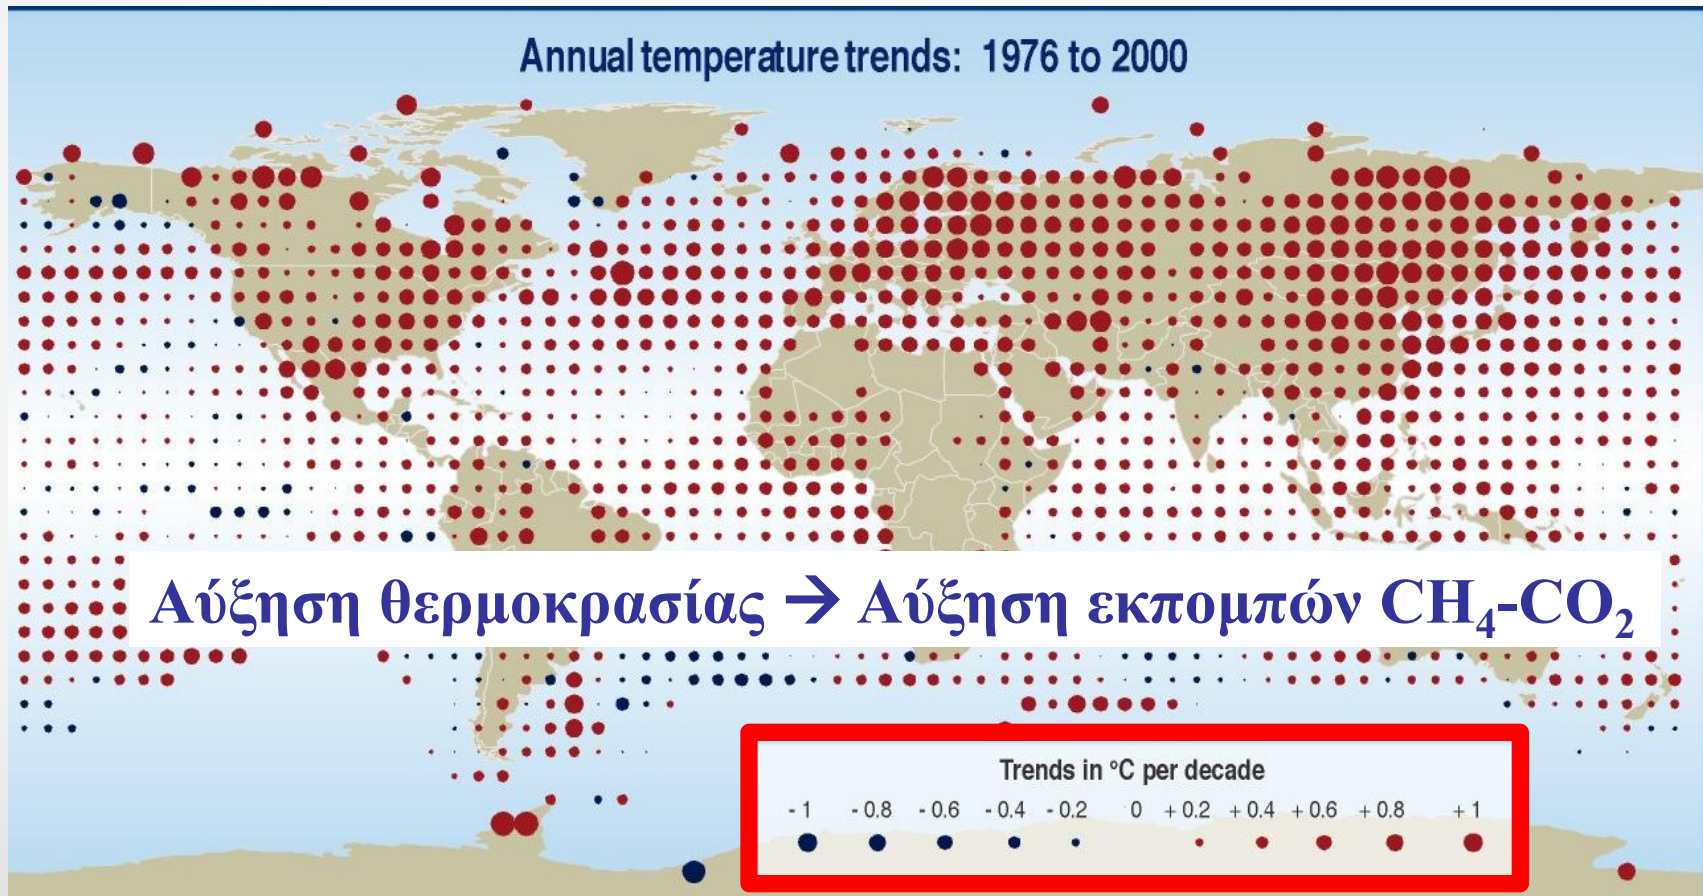 Annual temperature trends: 1976 to 2000
Αύξηση θερμοκρασίας → Αύξηση εκπομπών CH₄-CO₂
Trends in °C per decade
- 1 - 0.8 - 0.6 - 0.4 - 0.2 0 + 0.2 + 0.4 + 0.6 + 0.8 + 1